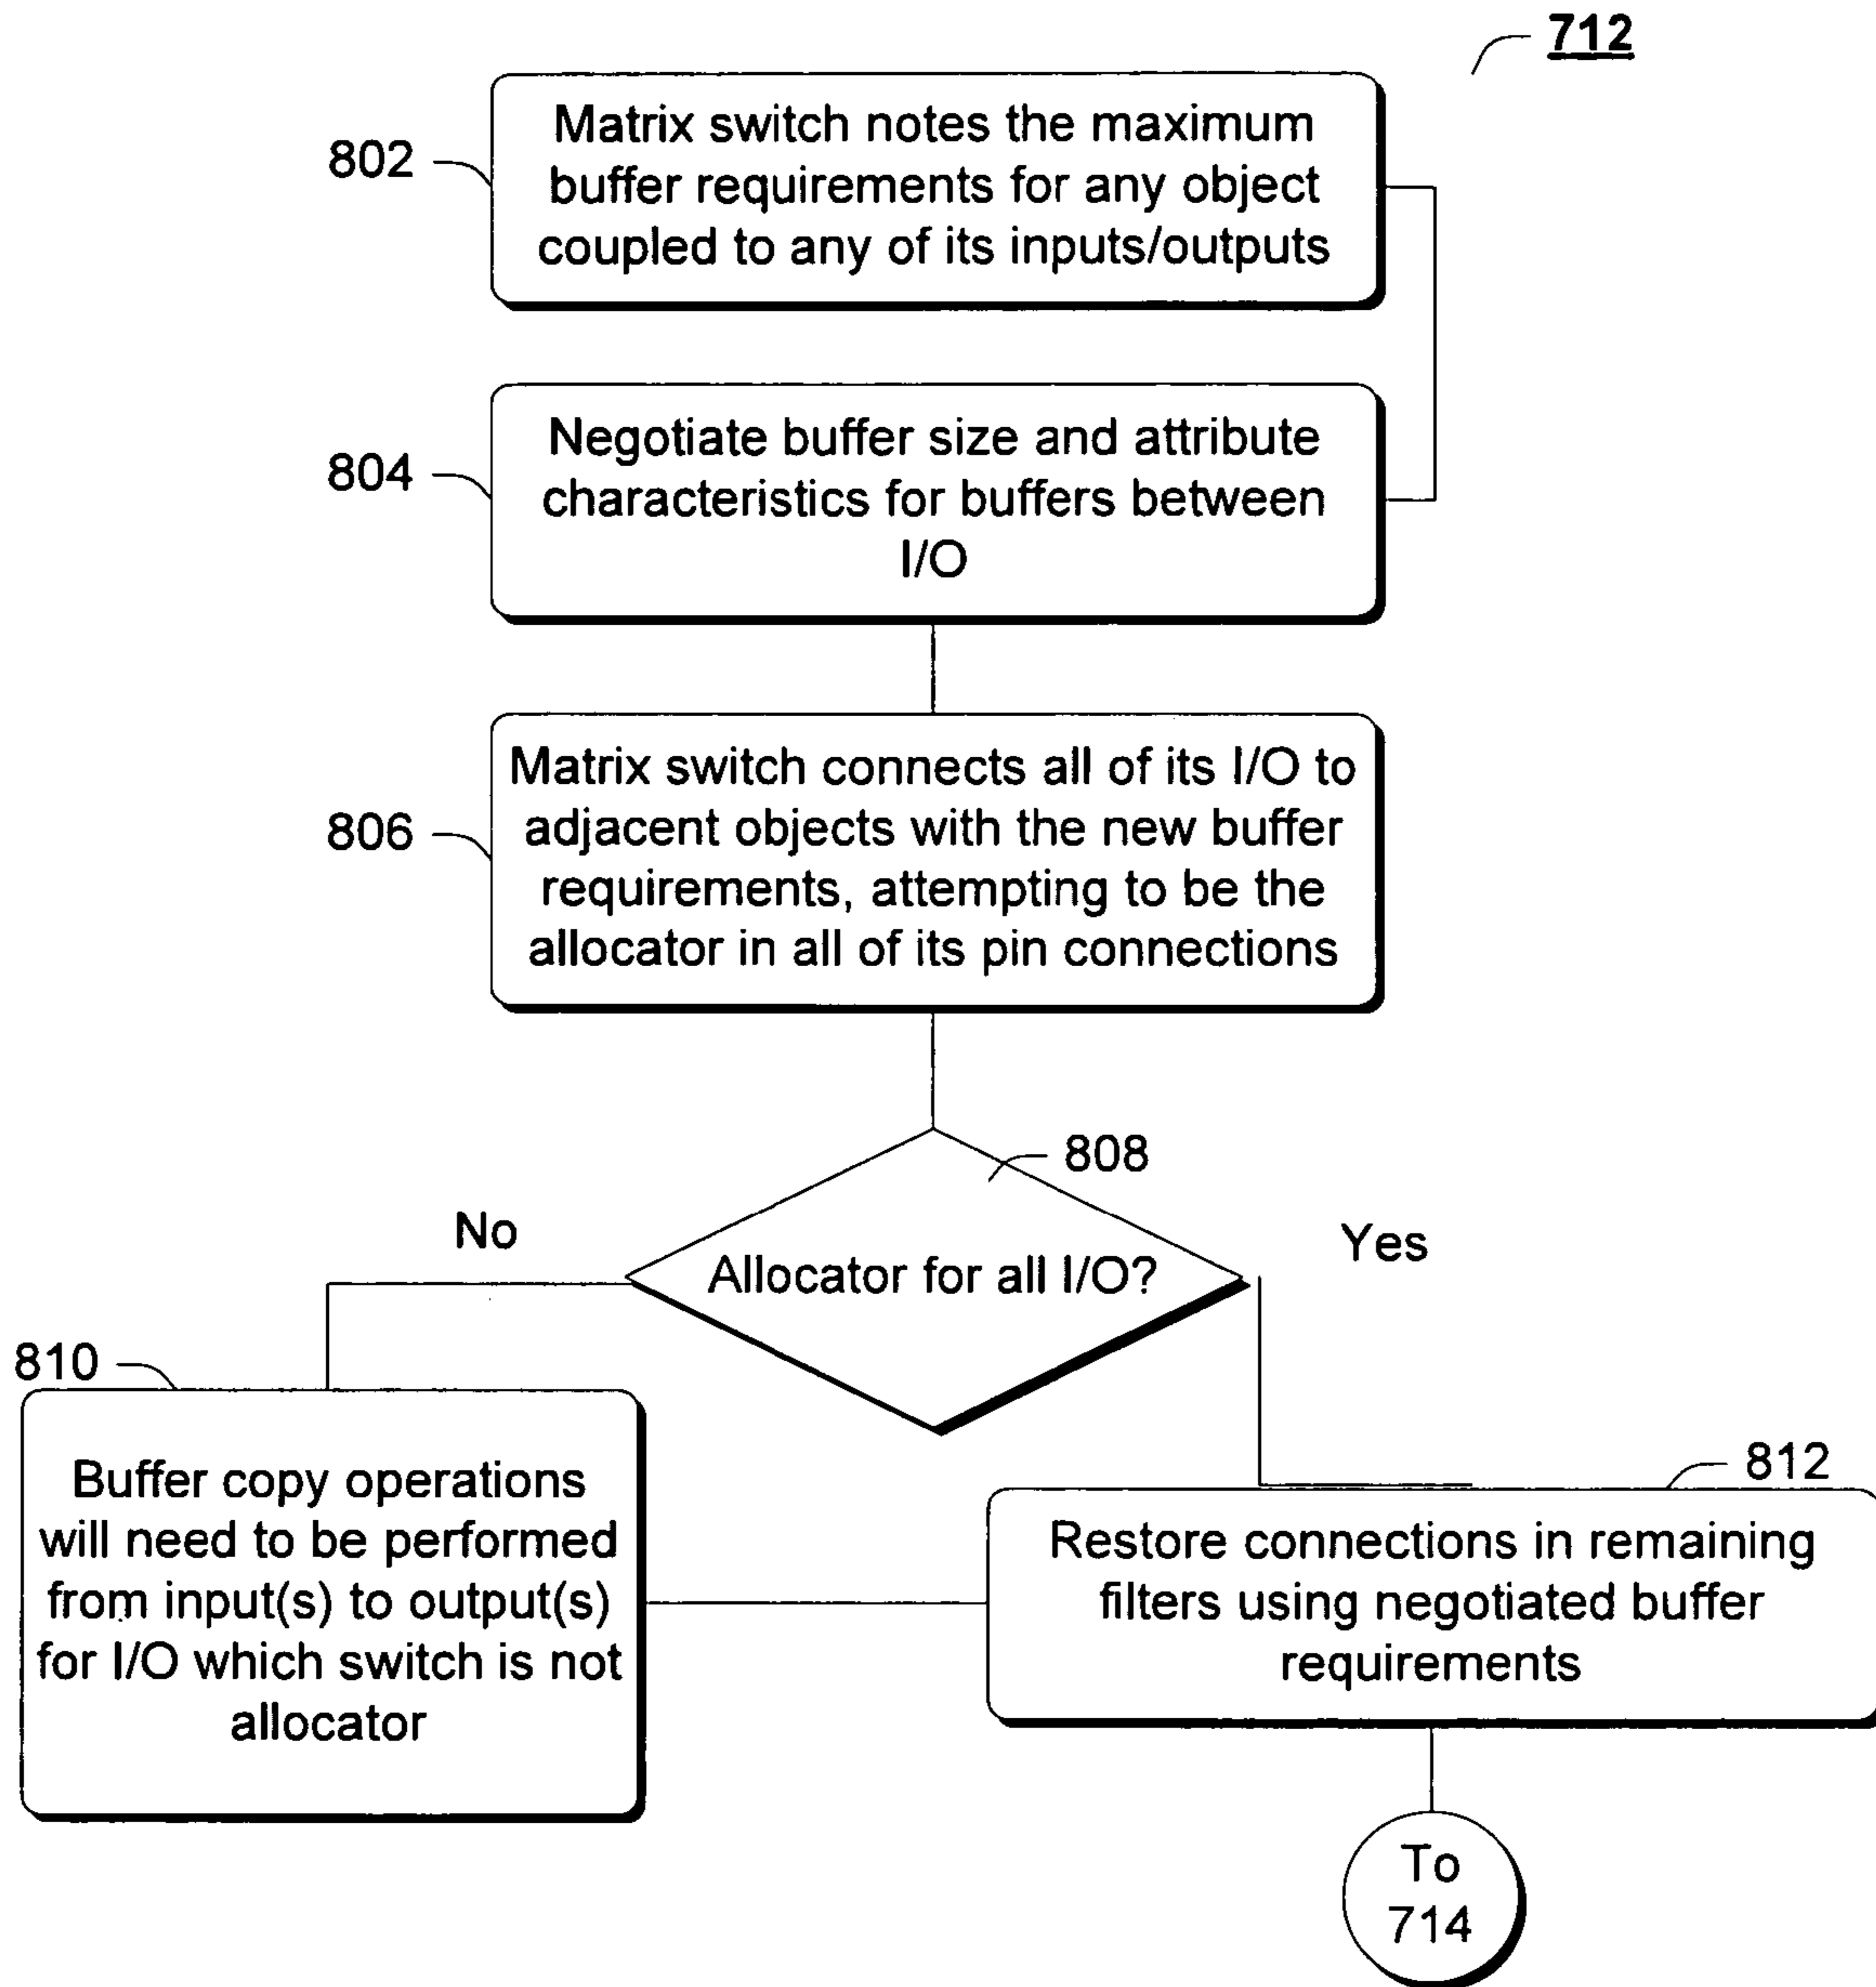 712
802
Matrix switch notes the maximum
buffer requirements for any object
coupled to any of its inputs/outputs
804
Negotiate buffer size and attribute
characteristics for buffers between
I/O
806
Matrix switch connects all of its I/O to
adjacent objects with the new buffer
requirements, attempting to be the
allocator in all of its pin connections
808
No
Yes
Allocator for all I/O?
810
Buffer copy operations
will need to be performed
from input(s) to output(s)
for I/O which switch is not
allocator
812
Restore connections in remaining
filters using negotiated buffer
requirements
To
714